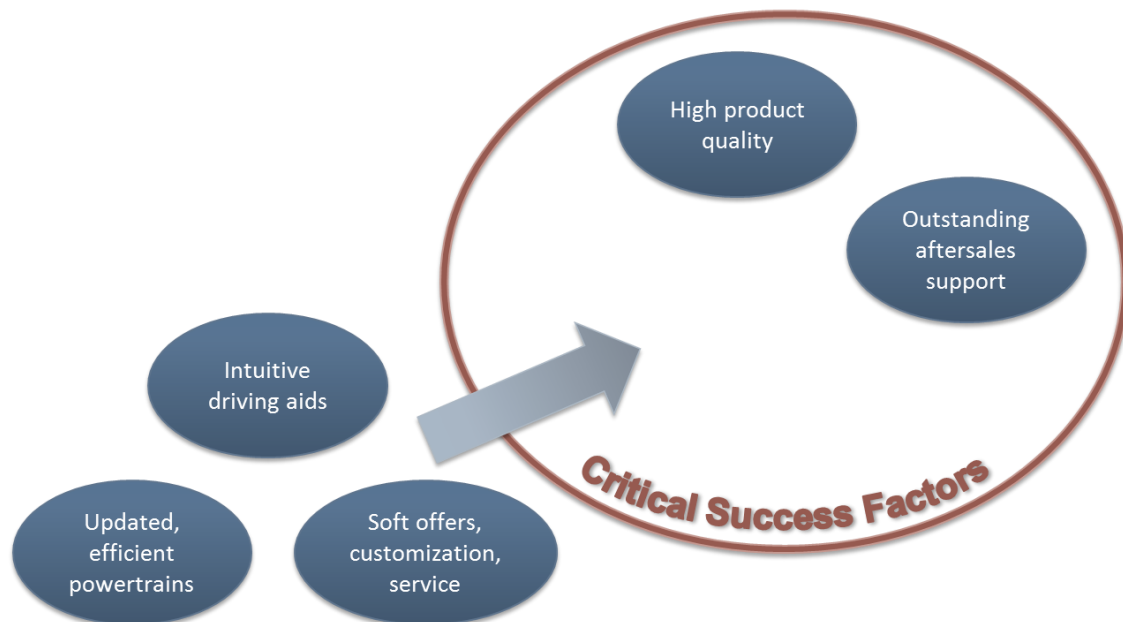 High product
quality
Outstanding
aftersales
support
Intuitive
driving aids
Updated,
efficient
powertrains
Soft offers,
customization,
service
Critical Success Factors